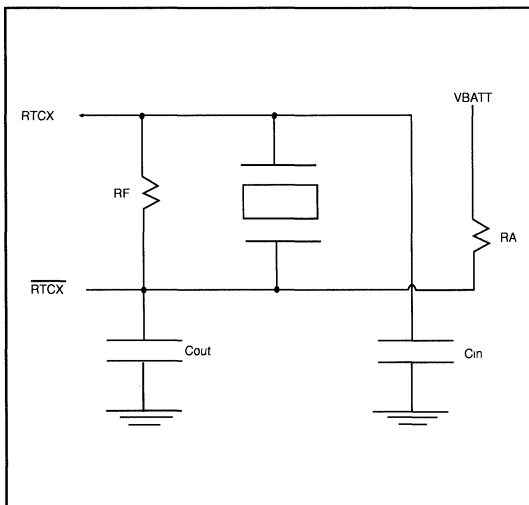 RTCX
VBATT
RF
RA
RTCX
Cout
Cin